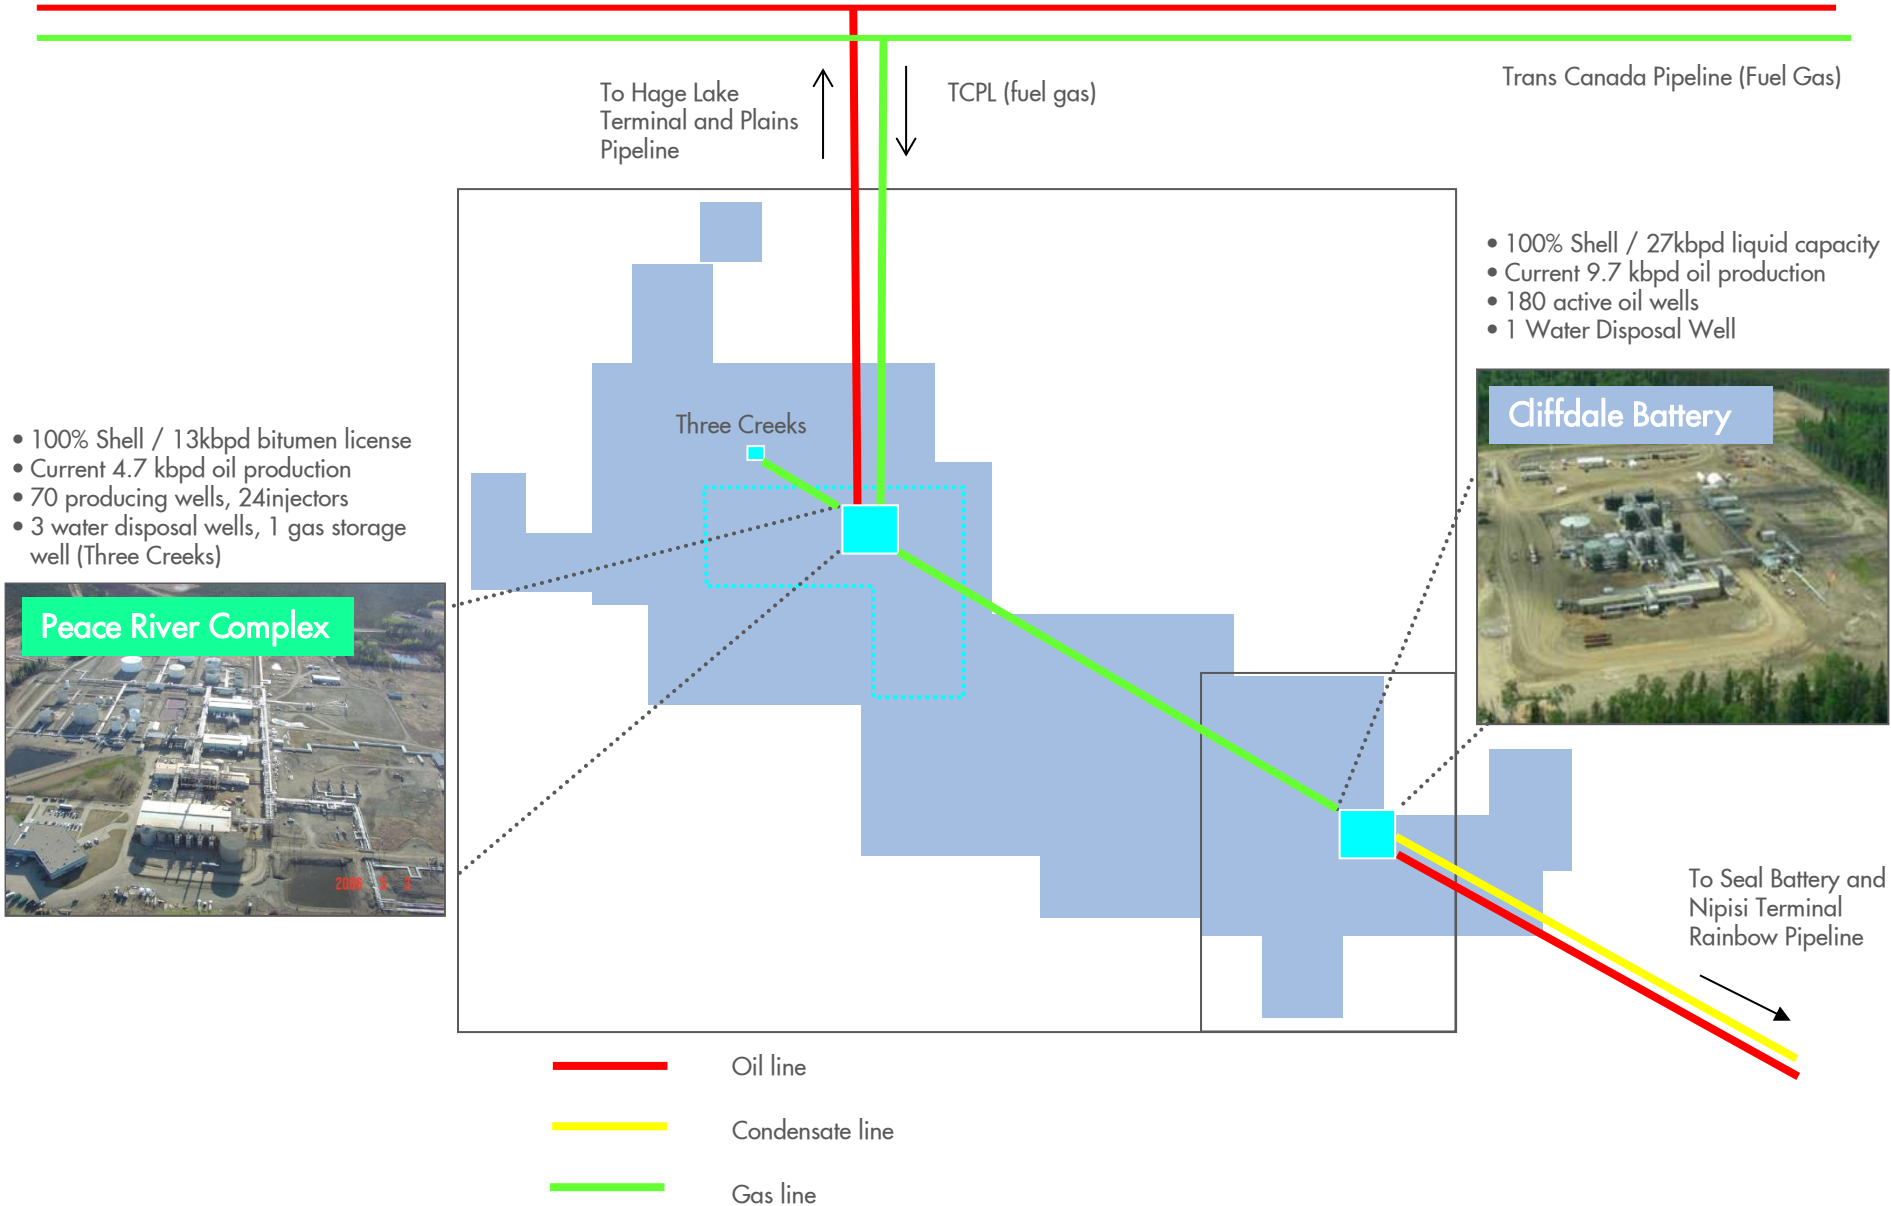 To Hage Lake
Terminal and Plains
Pipeline
TCPL (fuel gas)
Trans Canada Pipeline (Fuel Gas)
• 100% Shell / 27kbpd liquid capacity
• Current 9.7 kbpd oil production
• 180 active oil wells
• 1 Water Disposal Well
Cliffdale Battery
Three Creeks
• 100% Shell / 13kbpd bitumen license
• Current 4.7 kbpd oil production
• 70 producing wells, 24injectors
• 3 water disposal wells, 1 gas storage
well (Three Creeks)
Peace River Complex
To Seal Battery and
Nipisi Terminal
Rainbow Pipeline
Oil line
Condensate line
Gas line